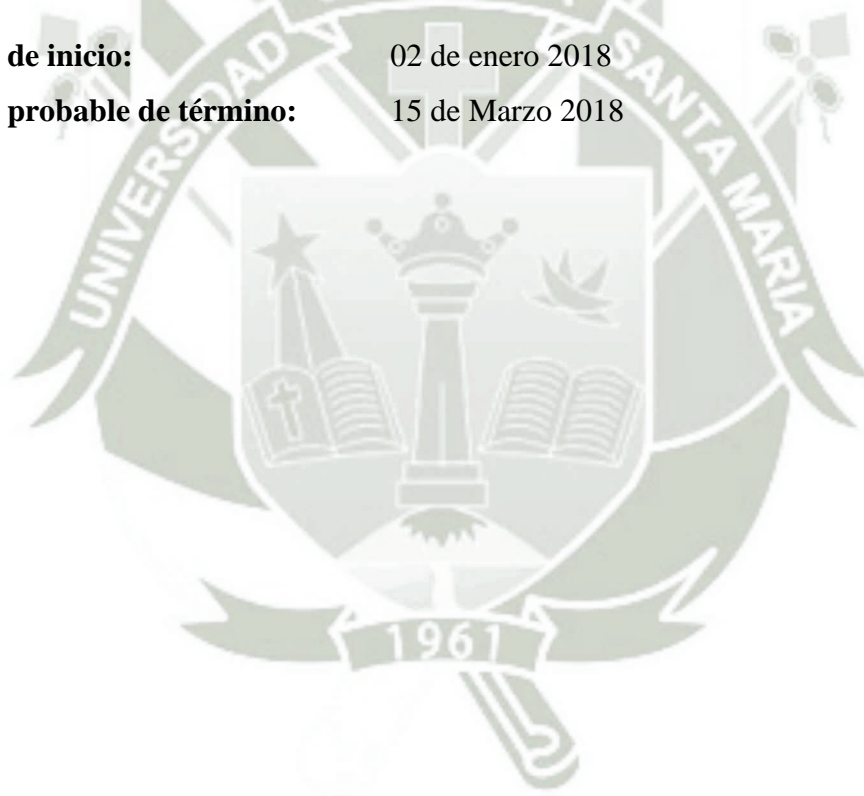 de inicio: 02 de enero 2018
probable de término: 15 de Marzo 2018
UNIVERSIDAD
SANTA MARIA
1961